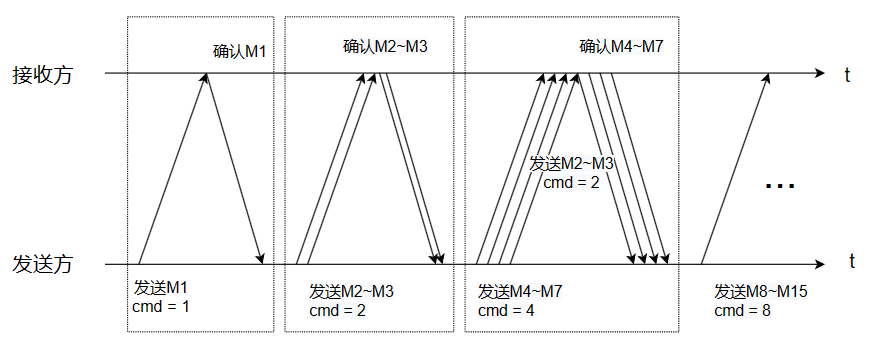 确认M1
确认M2~M3
确认M4~M7
接收方
t
发送M2~M3
cmd = 2
...
发送方
t
发送M1
cmd = 1
发送M2~M3
cmd = 2
发送M4~M7
cmd = 4
发送M8~M15
cmd = 8